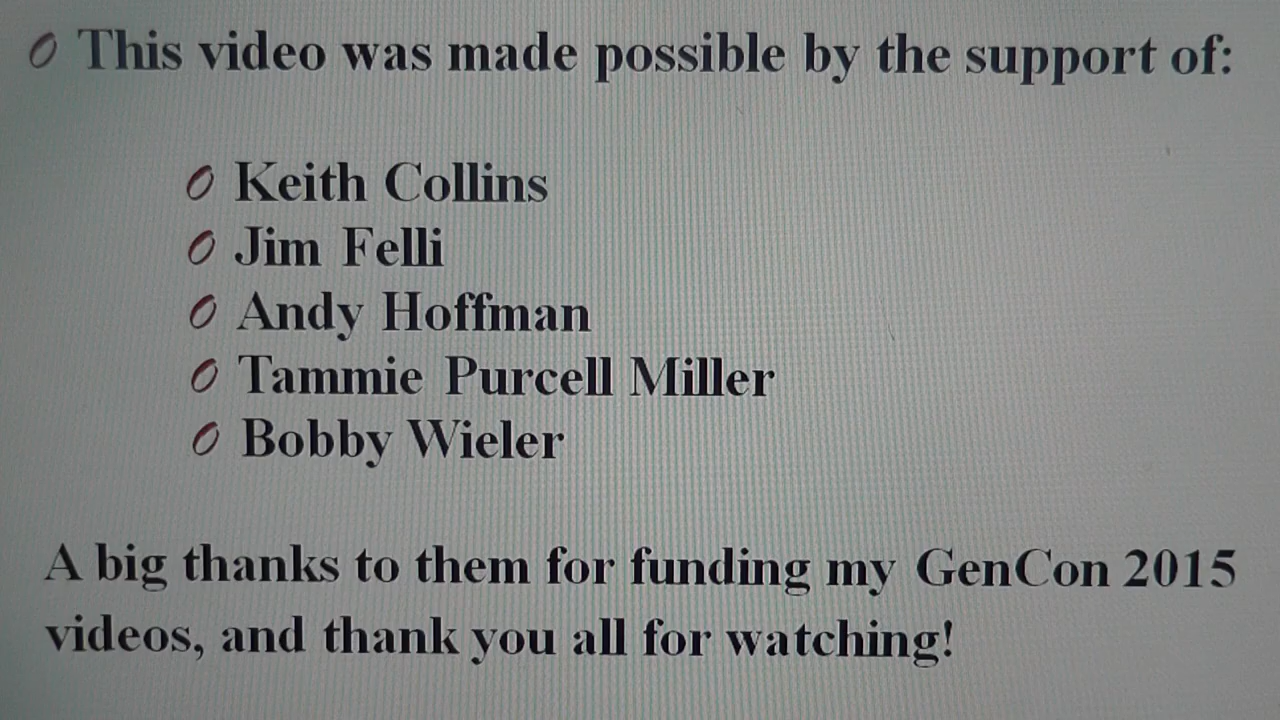 This video was made possible by the support of:
Keith Collins
Jim Felli
Andy Hoffman
Tammie Purcell Miller
Bobby Wieler
A big thanks to them for funding my GenCon 2015
videos, and thank you all for watching!